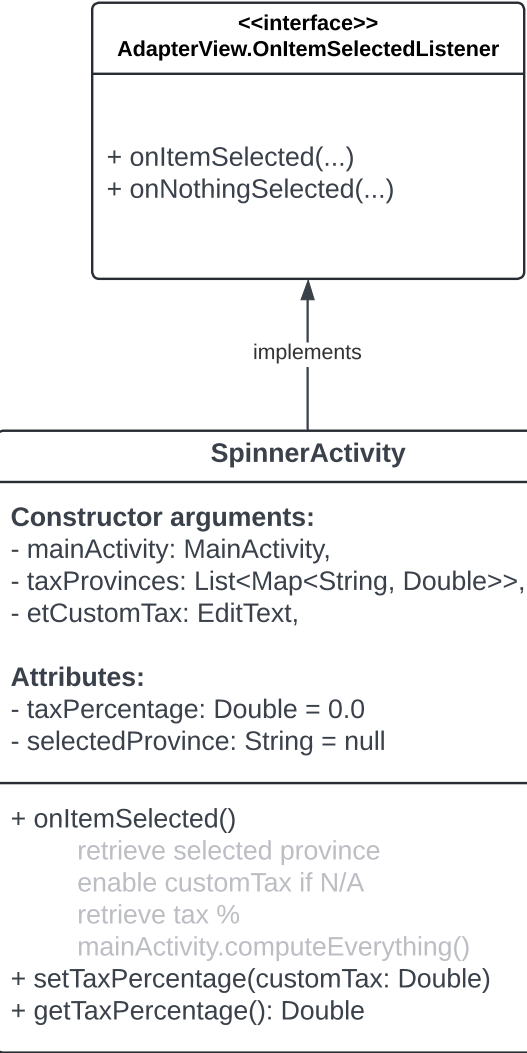 <<interface>>
AdapterView.OnItemSelectedListener
+ onItemSelected(...)
+ onNothingSelected(...)
implements
SpinnerActivity
Constructor arguments:
- mainActivity: MainActivity,
- taxProvinces: List<Map<String, Double>>,
- etCustomTax: EditText,
Attributes:
- taxPercentage: Double = 0.0
- selectedProvince: String = null
+ onItemSelected()
retrieve selected province
enable customTax if N/A
retrieve tax %
mainActivity.computeEverything()
+ setTaxPercentage(customTax: Double)
+ getTaxPercentage(): Double